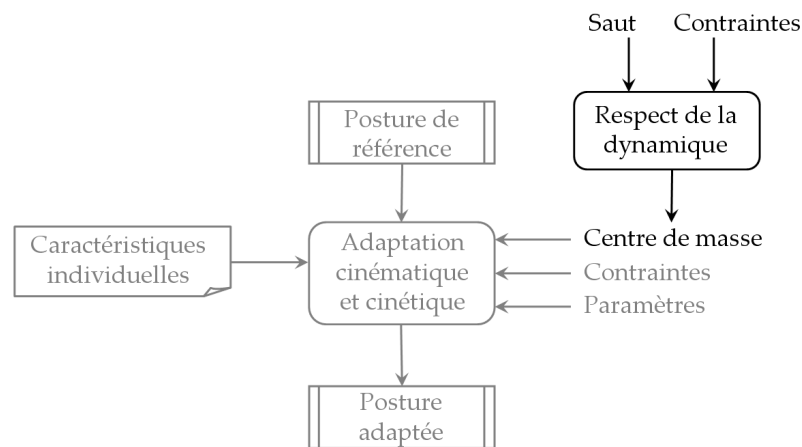 Saut
Contraintes
Respect de la
dynamique
Posture de
référence
Caractéristiques
individuelles
Adaptation
cinématique
et cinétique
Centre de masse
Contraintes
Paramètres
Posture
adaptée